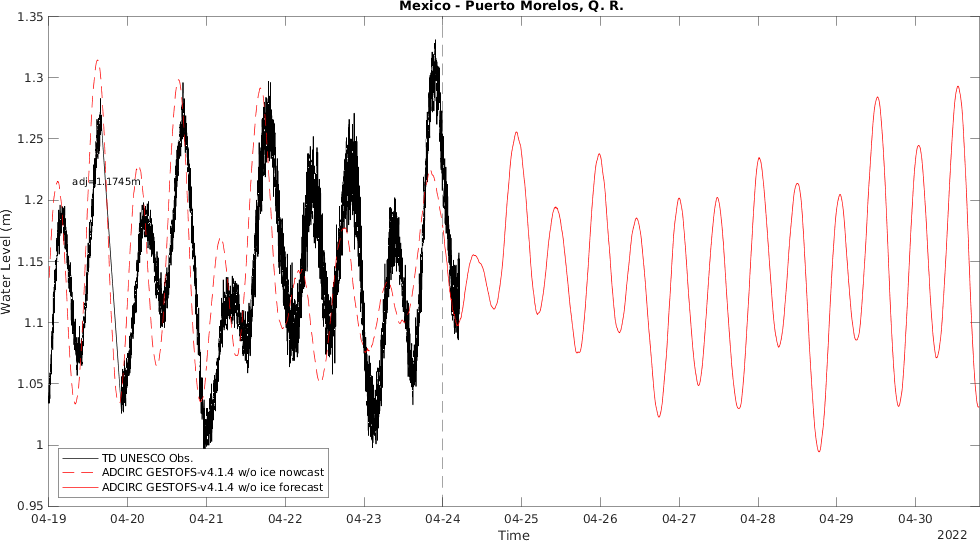 Mexico - Puerto Morelos, Q. R.
1.35
1.3
1.25
1.2
1.15
1.1
1.05
1
0.95
Water Level (m)
adj=1.1745m
TD UNESCO Obs.
ADCIRC GESTOFS-v4.1.4 w/o ice nowcast
ADCIRC GESTOFS-v4.1.4 w/o ice forecast
04-19 04-20 04-21 04-22 04-23 04-24 04-25 04-26 04-27 04-28 04-29 04-30
Time
2022